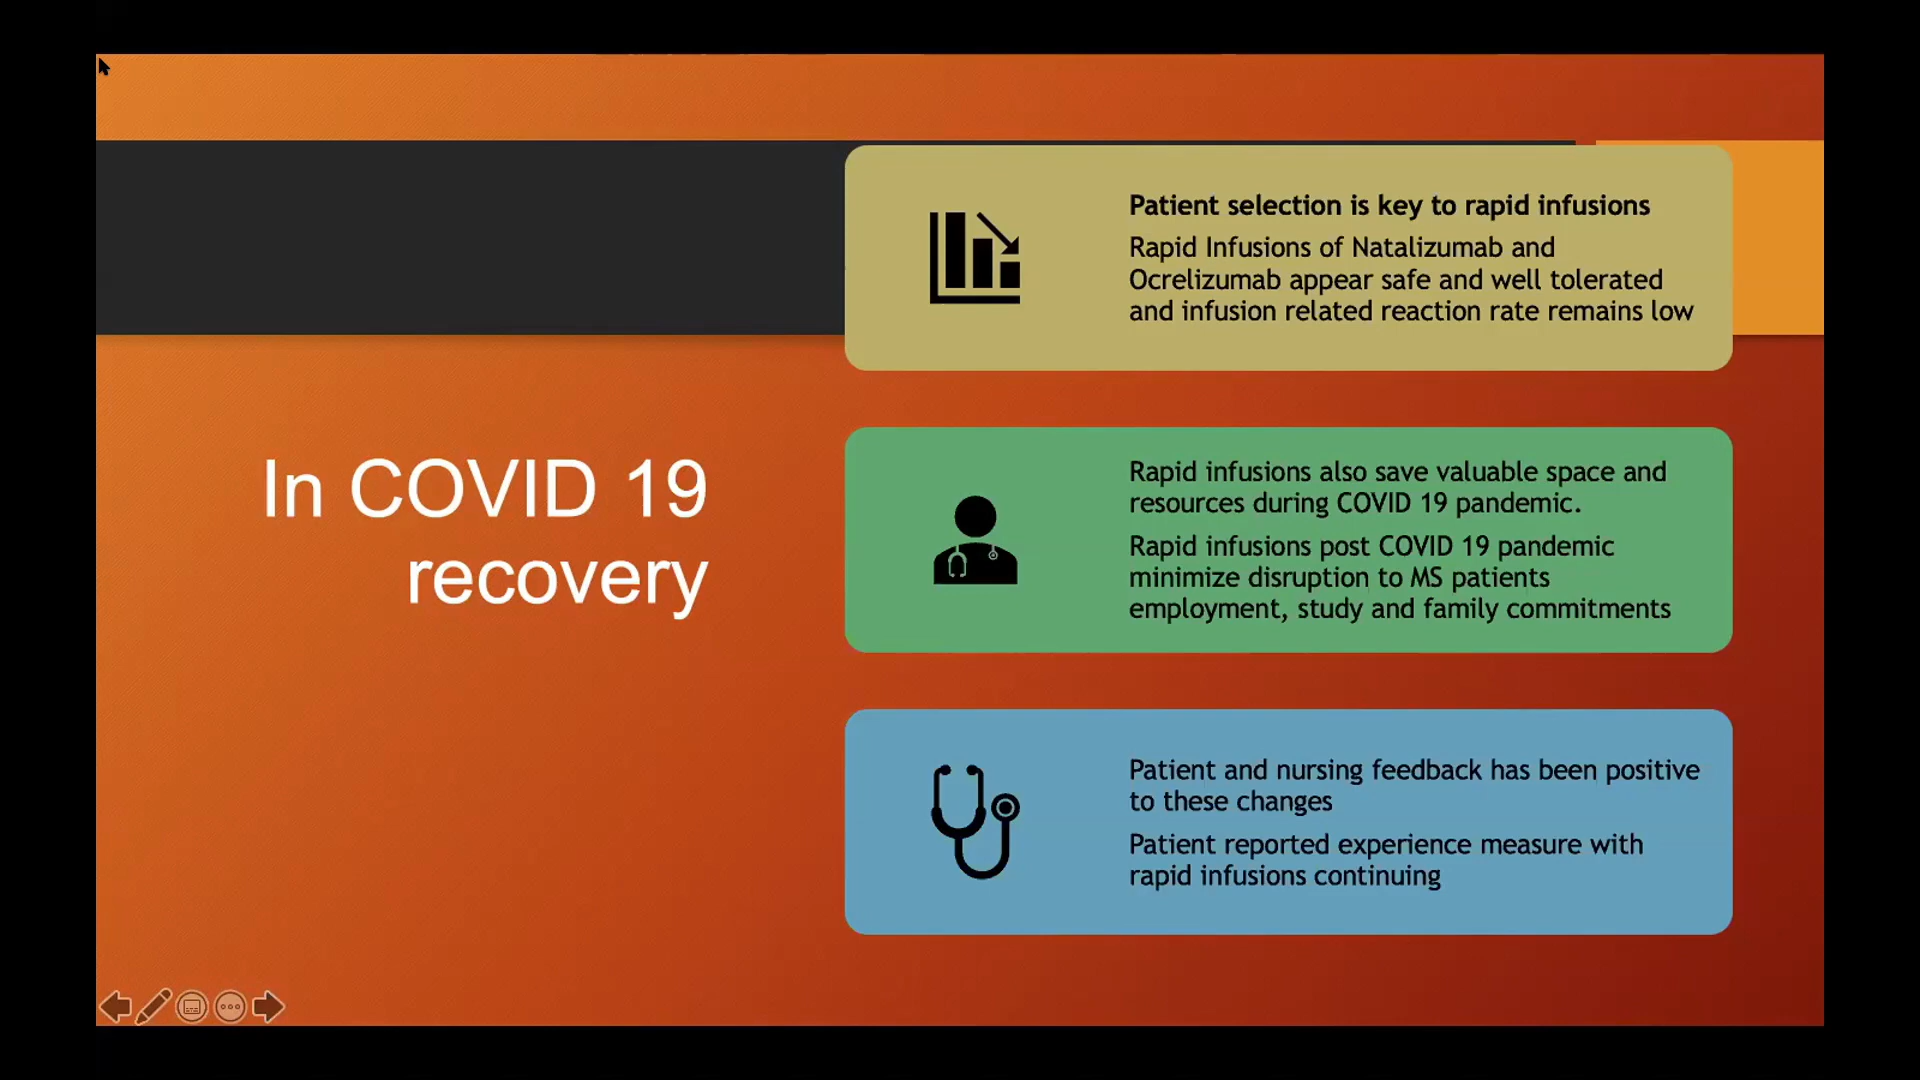 In COVID 19
recovery
Patient selection is key to rapid infusions
Rapid Infusions of Natalizumab and
Ocrelizumab appear safe and well tolerated
and infusion related reaction rate remains low
Rapid infusions also save valuable space and
resources during COVID 19 pandemic.
Rapid infusions post COVID 19 pandemic
minimize disruption to MS patients
employment, study and family commitments
Patient and nursing feedback has been positive
to these changes
Patient reported experience measure with
rapid infusions continuing